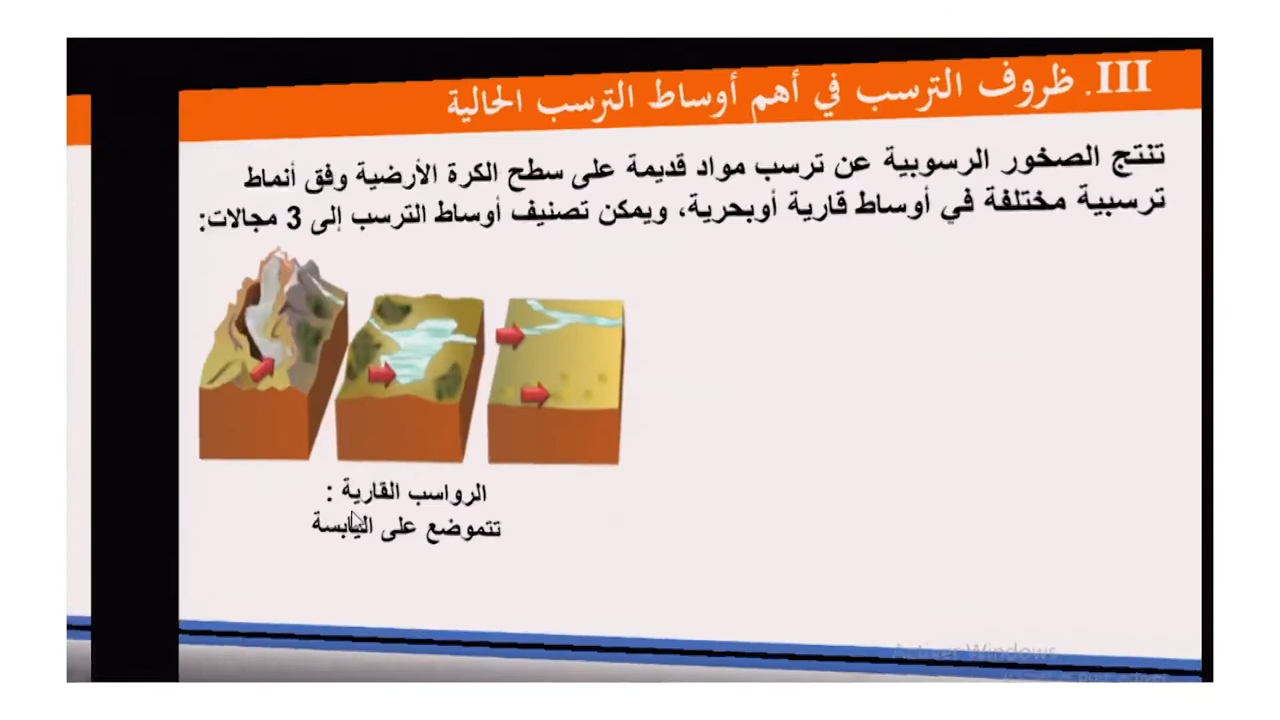 III. ظروف الترسب في أهم أوساط الترسب الحالية
تنتج الصخور الرسوبية عن ترسب مواد قديمة على سطح الكرة الأرضية وفق أنماط
ترسبية مختلفة في أوساط قارية أوبحرية، ويمكن تصنيف أوساط الترسب إلى 3 مجالات:
الرواسب القارية :
تتموضع على اليابسة
Activer Windows